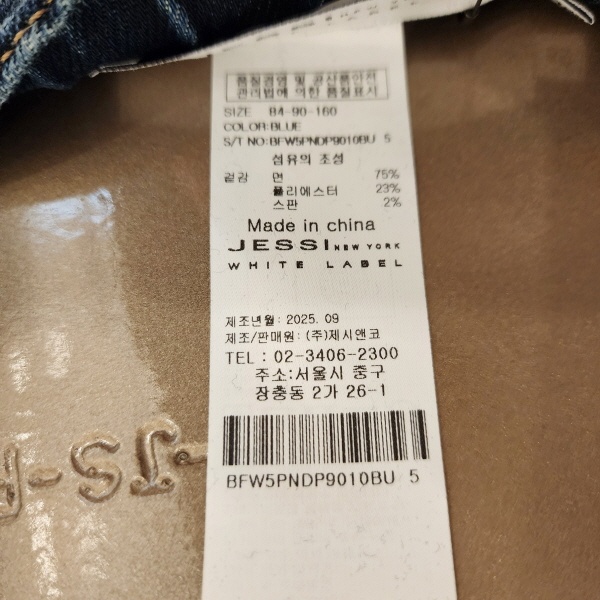 품질경영 및 공산품안전
관리법에 의한 품질표시
SIZE 84-90-160
COLOR:BLUE
S/T NO:BFW5PNDP9010BU 5
섬유의 조성
겉감 면 75%
폴리에스터 23%
스판 2%
Made in china
JESSI NEW YORK
WHITE LABEL
제조년월: 2025. 09
제조/판매원: (주)제시앤코
TEL : 02-3406-2300
주소:서울시 중구
장충동 2가 26-1
BFW5PNDP9010BU 5